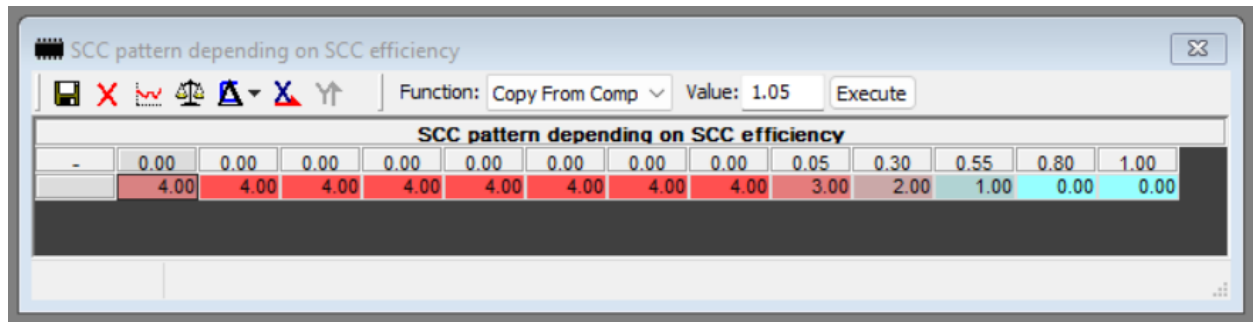 SCC pattern depending on SCC efficiency
Function: Copy From Comp Value: 1.05 Execute
SCC pattern depending on SCC efficiency
- 0.00 0.00 0.00 0.00 0.00 0.00 0.00 0.00 0.05 0.30 0.55 0.80 1.00
4.00 4.00 4.00 4.00 4.00 4.00 4.00 4.00 3.00 2.00 1.00 0.00 0.00